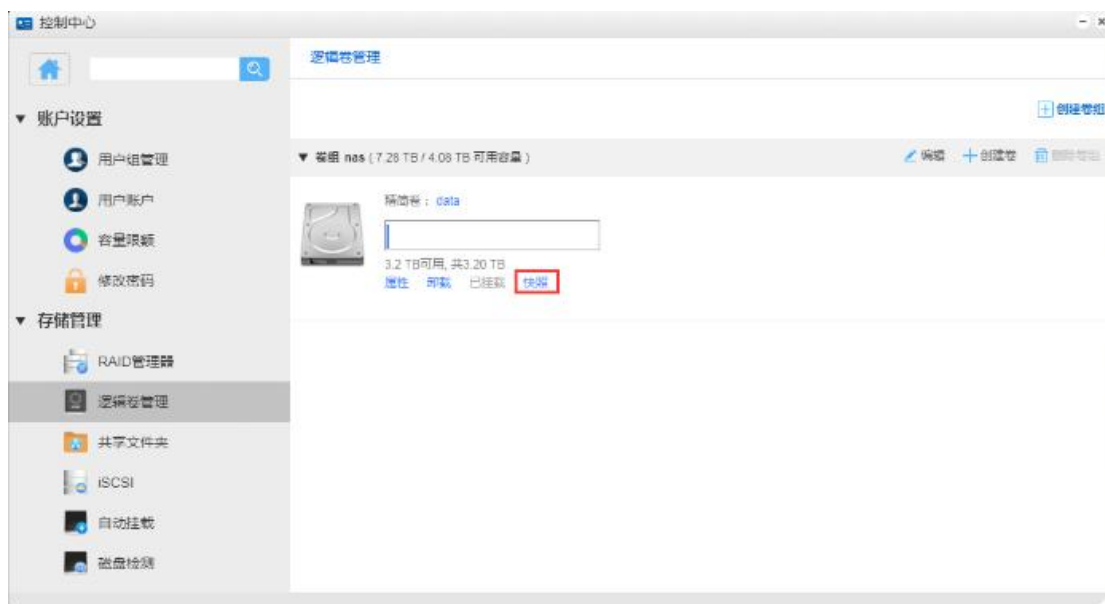 控制中心
账户设置
用户组管理
用户账户
容量限额
修改密码
存储管理
RAID管理器
逻辑卷管理
共享文件夹
iSCSI
自动挂载
磁盘检测
逻辑卷管理
创建卷组
卷组 nas ( 7.28 TB / 4.08 TB 可用容量 )
编辑 创建卷 删除卷组
精简卷： data
3.2 TB可用, 共3.20 TB
属性 卸载 已挂载 快照